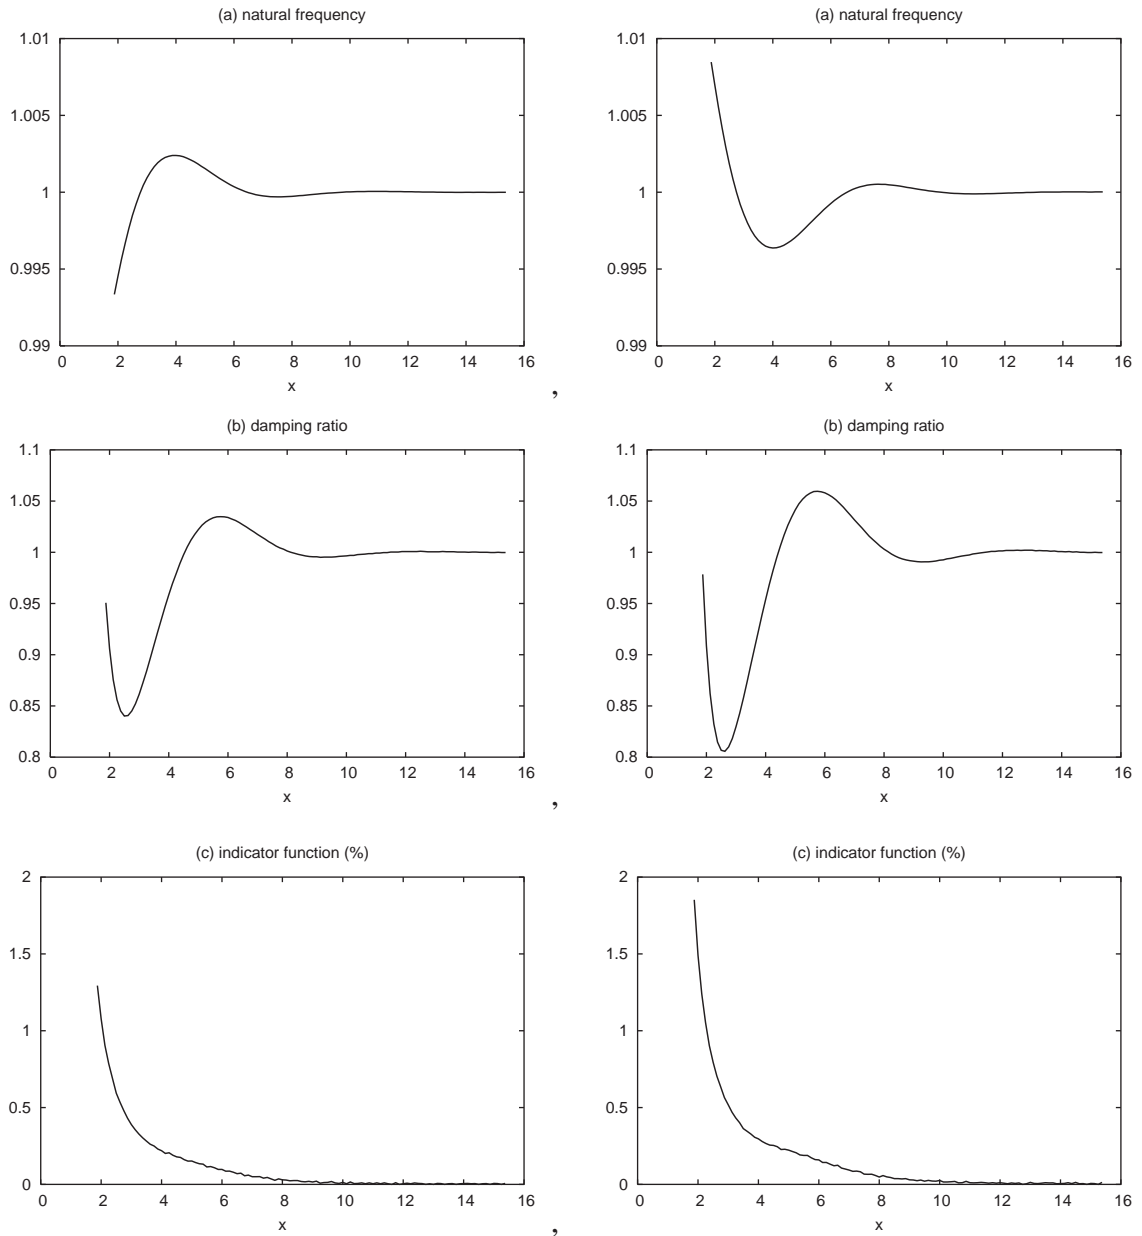 (a) natural frequency
1.01
1.005
1
0.995
0.99
0 2 4 6 8 10 12 14 16
x
,
(a) natural frequency
1.01
1.005
1
0.995
0.99
0 2 4 6 8 10 12 14 16
x
(b) damping ratio
1.1
1.05
1
0.95
0.9
0.85
0.8
0 2 4 6 8 10 12 14 16
x
,
(b) damping ratio
1.1
1.05
1
0.95
0.9
0.85
0.8
0 2 4 6 8 10 12 14 16
x
(c) indicator function (%)
2
1.5
1
0.5
0
0 2 4 6 8 10 12 14 16
x
,
(c) indicator function (%)
2
1.5
1
0.5
0
0 2 4 6 8 10 12 14 16
x